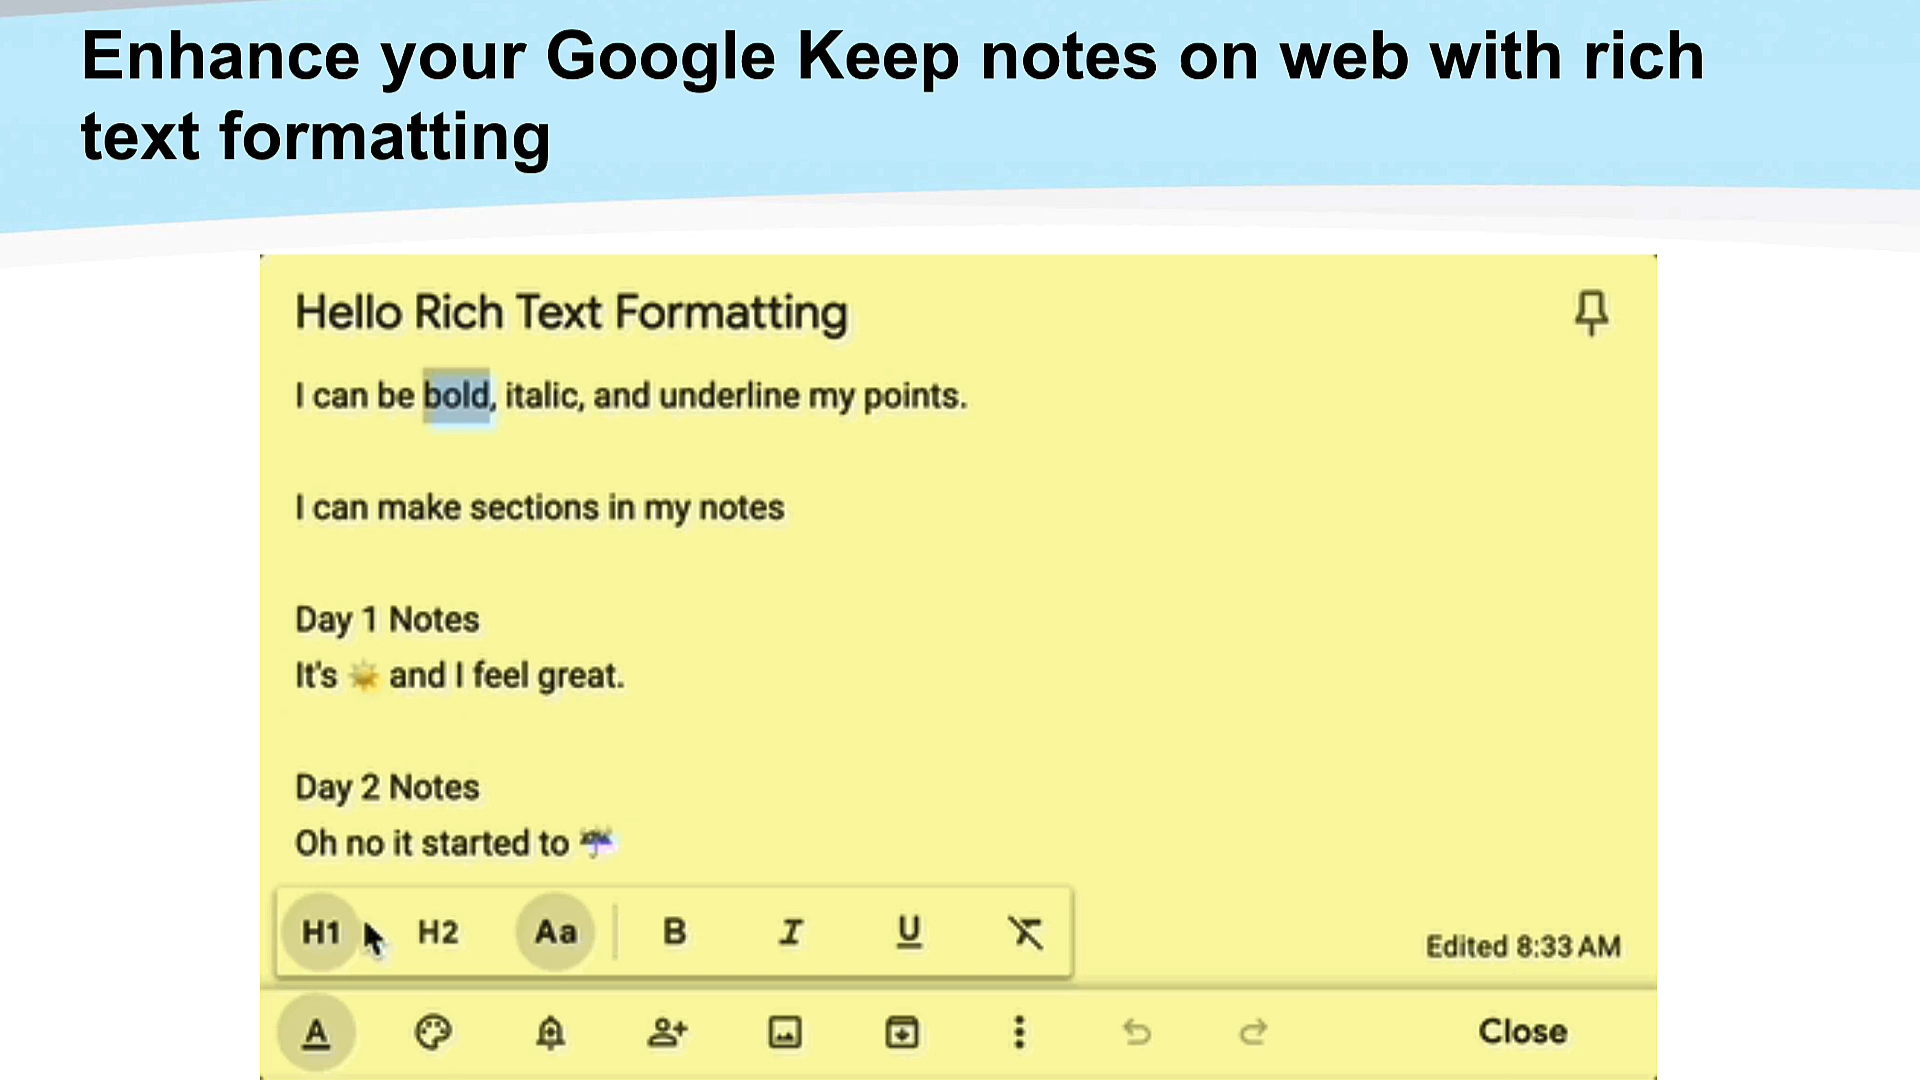 Enhance your Google Keep notes on web with rich
text formatting
Hello Rich Text Formatting
I can be bold, italic, and underline my points.
I can make sections in my notes
Day 1 Notes
It's ☀️ and I feel great.
Day 2 Notes
Oh no it started to ☔
H1 H2 Aa B I U
Edited 8:33 AM
A
Close